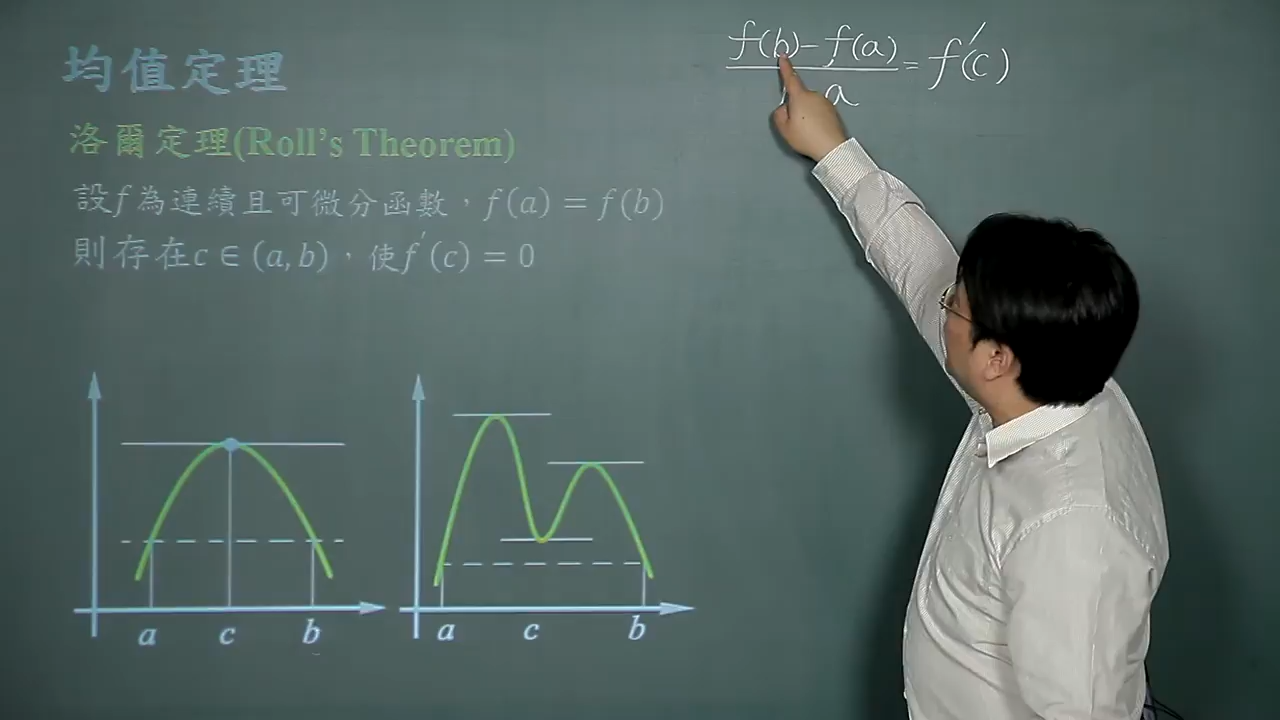 均值定理
洛爾定理(Roll's Theorem)
設f為連續且可微分函數，f(a) = f(b)
則存在c ∈ (a, b)，使f′(c) = 0
f(b)-f(a)
a
= f′(c)
a c b
a c b